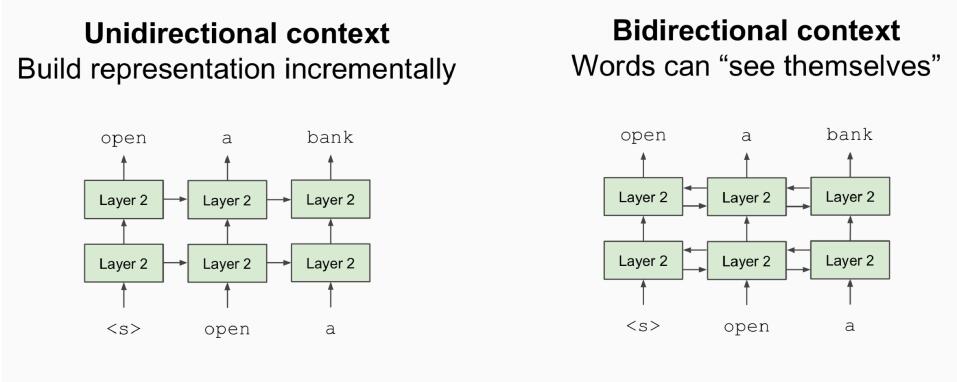 Unidirectional context
Build representation incrementally
open a bank
Layer 2 Layer 2 Layer 2
Layer 2 Layer 2 Layer 2
<s> open a
Bidirectional context
Words can “see themselves”
open a bank
Layer 2 Layer 2 Layer 2
Layer 2 Layer 2 Layer 2
<s> open a